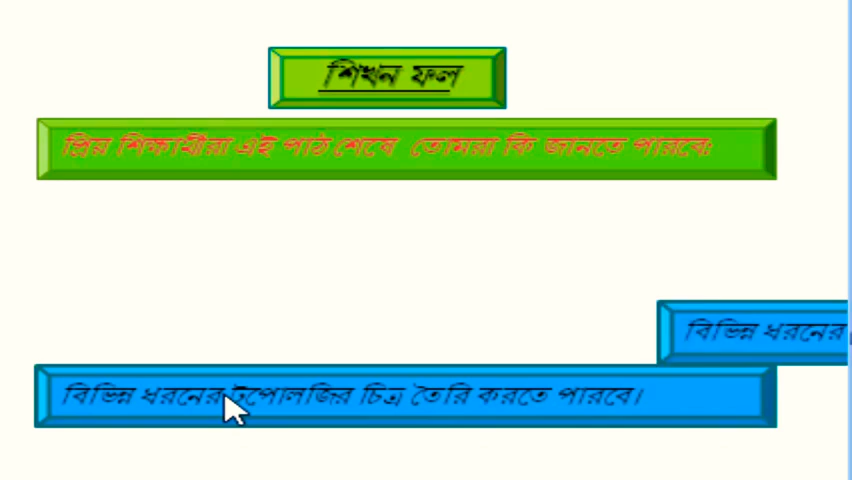 শিখন ফল
প্রিয় শিক্ষার্থীরা এই পাঠ শেষে তোমরা কি জানতে পারবেঃ
বিভিন্ন ধরনের
বিভিন্ন ধরনের টপোলজির চিত্র তৈরি করতে পারবে।